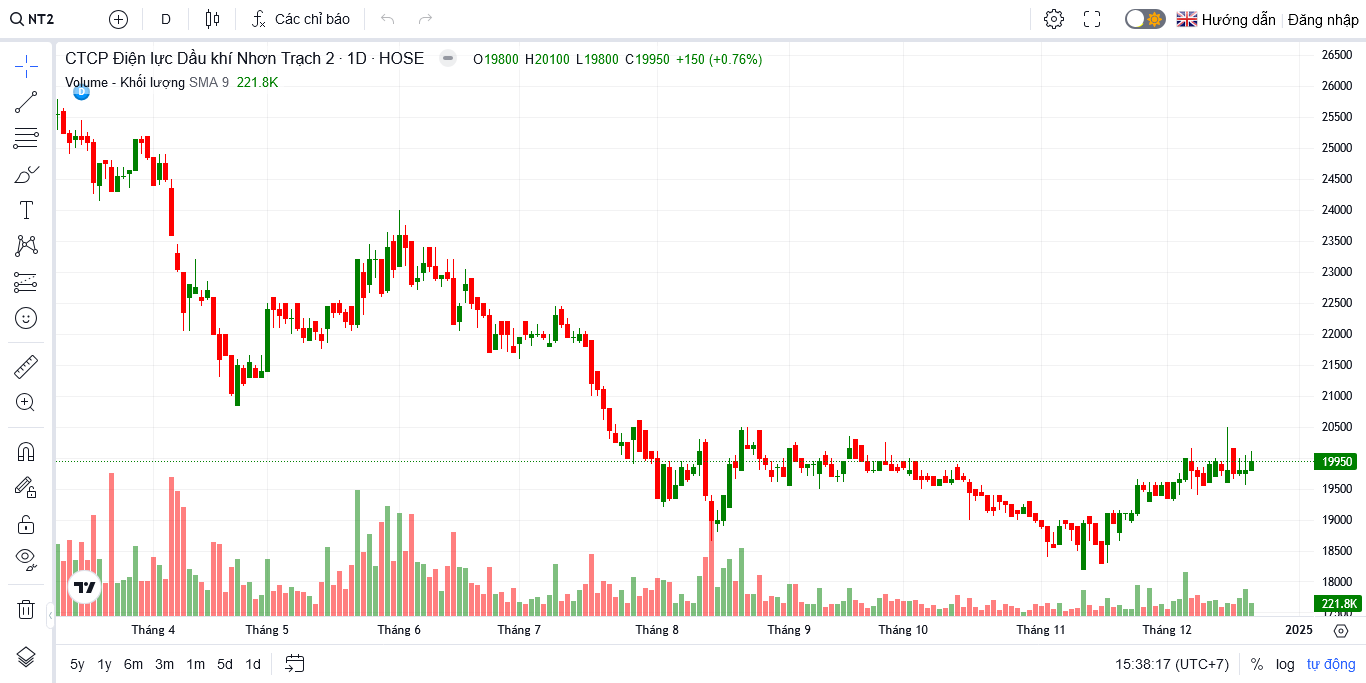 NT2
D
Các chỉ báo
Hướng dẫn
Đăng nhập
CTCP Điện lực Dầu khí Nhơn Trạch 2 · 1D · HOSE
O19800 H20100 L19800 C19950 +150 (+0.76%)
Volume - Khối lượng SMA 9 221.8K
D
26500
26000
25500
25000
24500
24000
23500
23000
22500
22000
21500
21000
20500
19950
19500
19000
18500
18000
221.8K
17500
Tháng 4
Tháng 5
Tháng 6
Tháng 7
Tháng 8
Tháng 9
Tháng 10
Tháng 11
Tháng 12
2025
5y 1y 6m 3m 1m 5d 1d
15:38:17 (UTC+7)
% log tự động